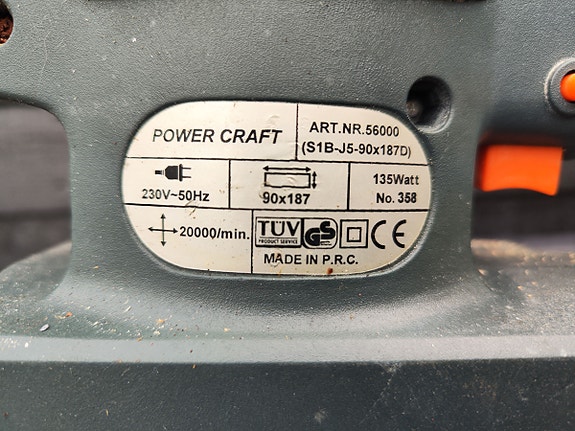 POWER CRAFT
ART.NR.56000
(S1B-J5-90x187D)
230V~50Hz
90x187
135Watt
No. 358
20000/min.
TÜV
PRODUCT SERVICE
GS
CE
MADE IN P.R.C.